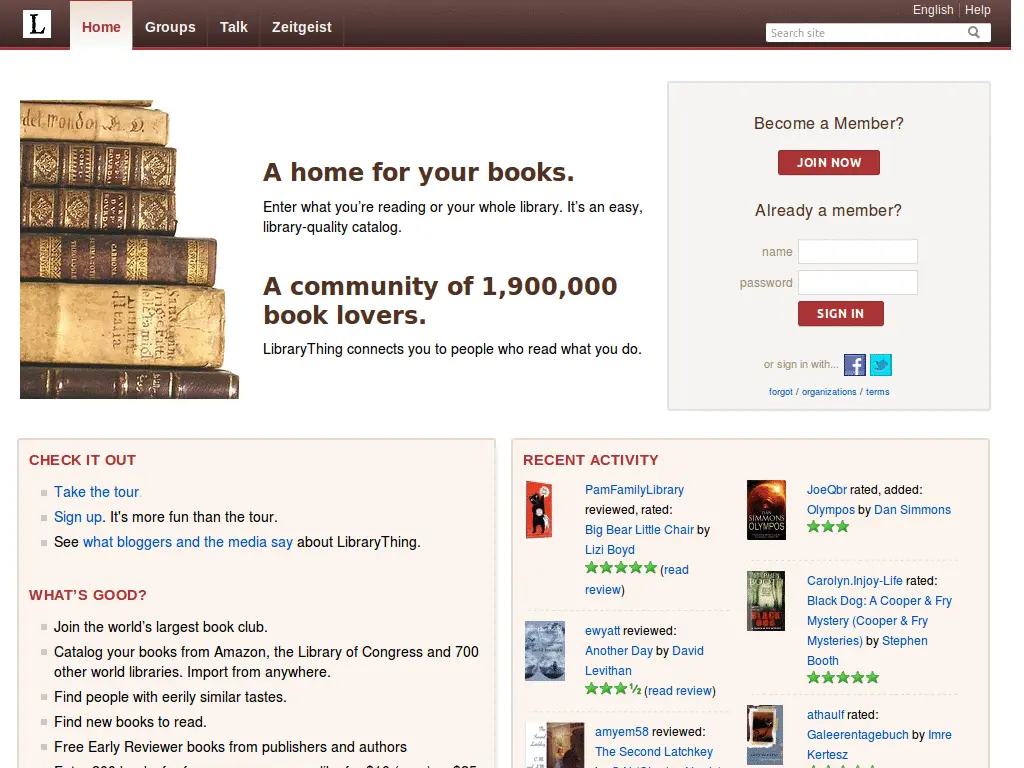 L
Home
Groups
Talk
Zeitgeist
English
Help
Search site
del mondo
A home for your books.
Enter what you’re reading or your whole library. It’s an easy,
library-quality catalog.
A community of 1,900,000
book lovers.
LibraryThing connects you to people who read what you do.
Become a Member?
JOIN NOW
Already a member?
name
password
SIGN IN
or sign in with...
forgot / organizations / terms
CHECK IT OUT
Take the tour.
Sign up. It's more fun than the tour.
See what bloggers and the media say about LibraryThing.
WHAT’S GOOD?
Join the world’s largest book club.
Catalog your books from Amazon, the Library of Congress and 700
other world libraries. Import from anywhere.
Find people with eerily similar tastes.
Find new books to read.
Free Early Reviewer books from publishers and authors
RECENT ACTIVITY
PamFamilyLibrary
reviewed, rated:
Big Bear Little Chair by
Lizi Boyd
(read
review)
ewyatt reviewed:
Another Day by David
Levithan
½ (read review)
amyem58 reviewed:
The Second Latchkey
DAN
SIMMONS
OLYMPOS
JoeQbr rated, added:
Olympos by Dan Simmons
Carolyn.Injoy-Life rated:
Black Dog: A Cooper & Fry
Mystery (Cooper & Fry
Mysteries) by Stephen
Booth
athaulf rated:
Galeerentagebuch by Imre
Kertesz